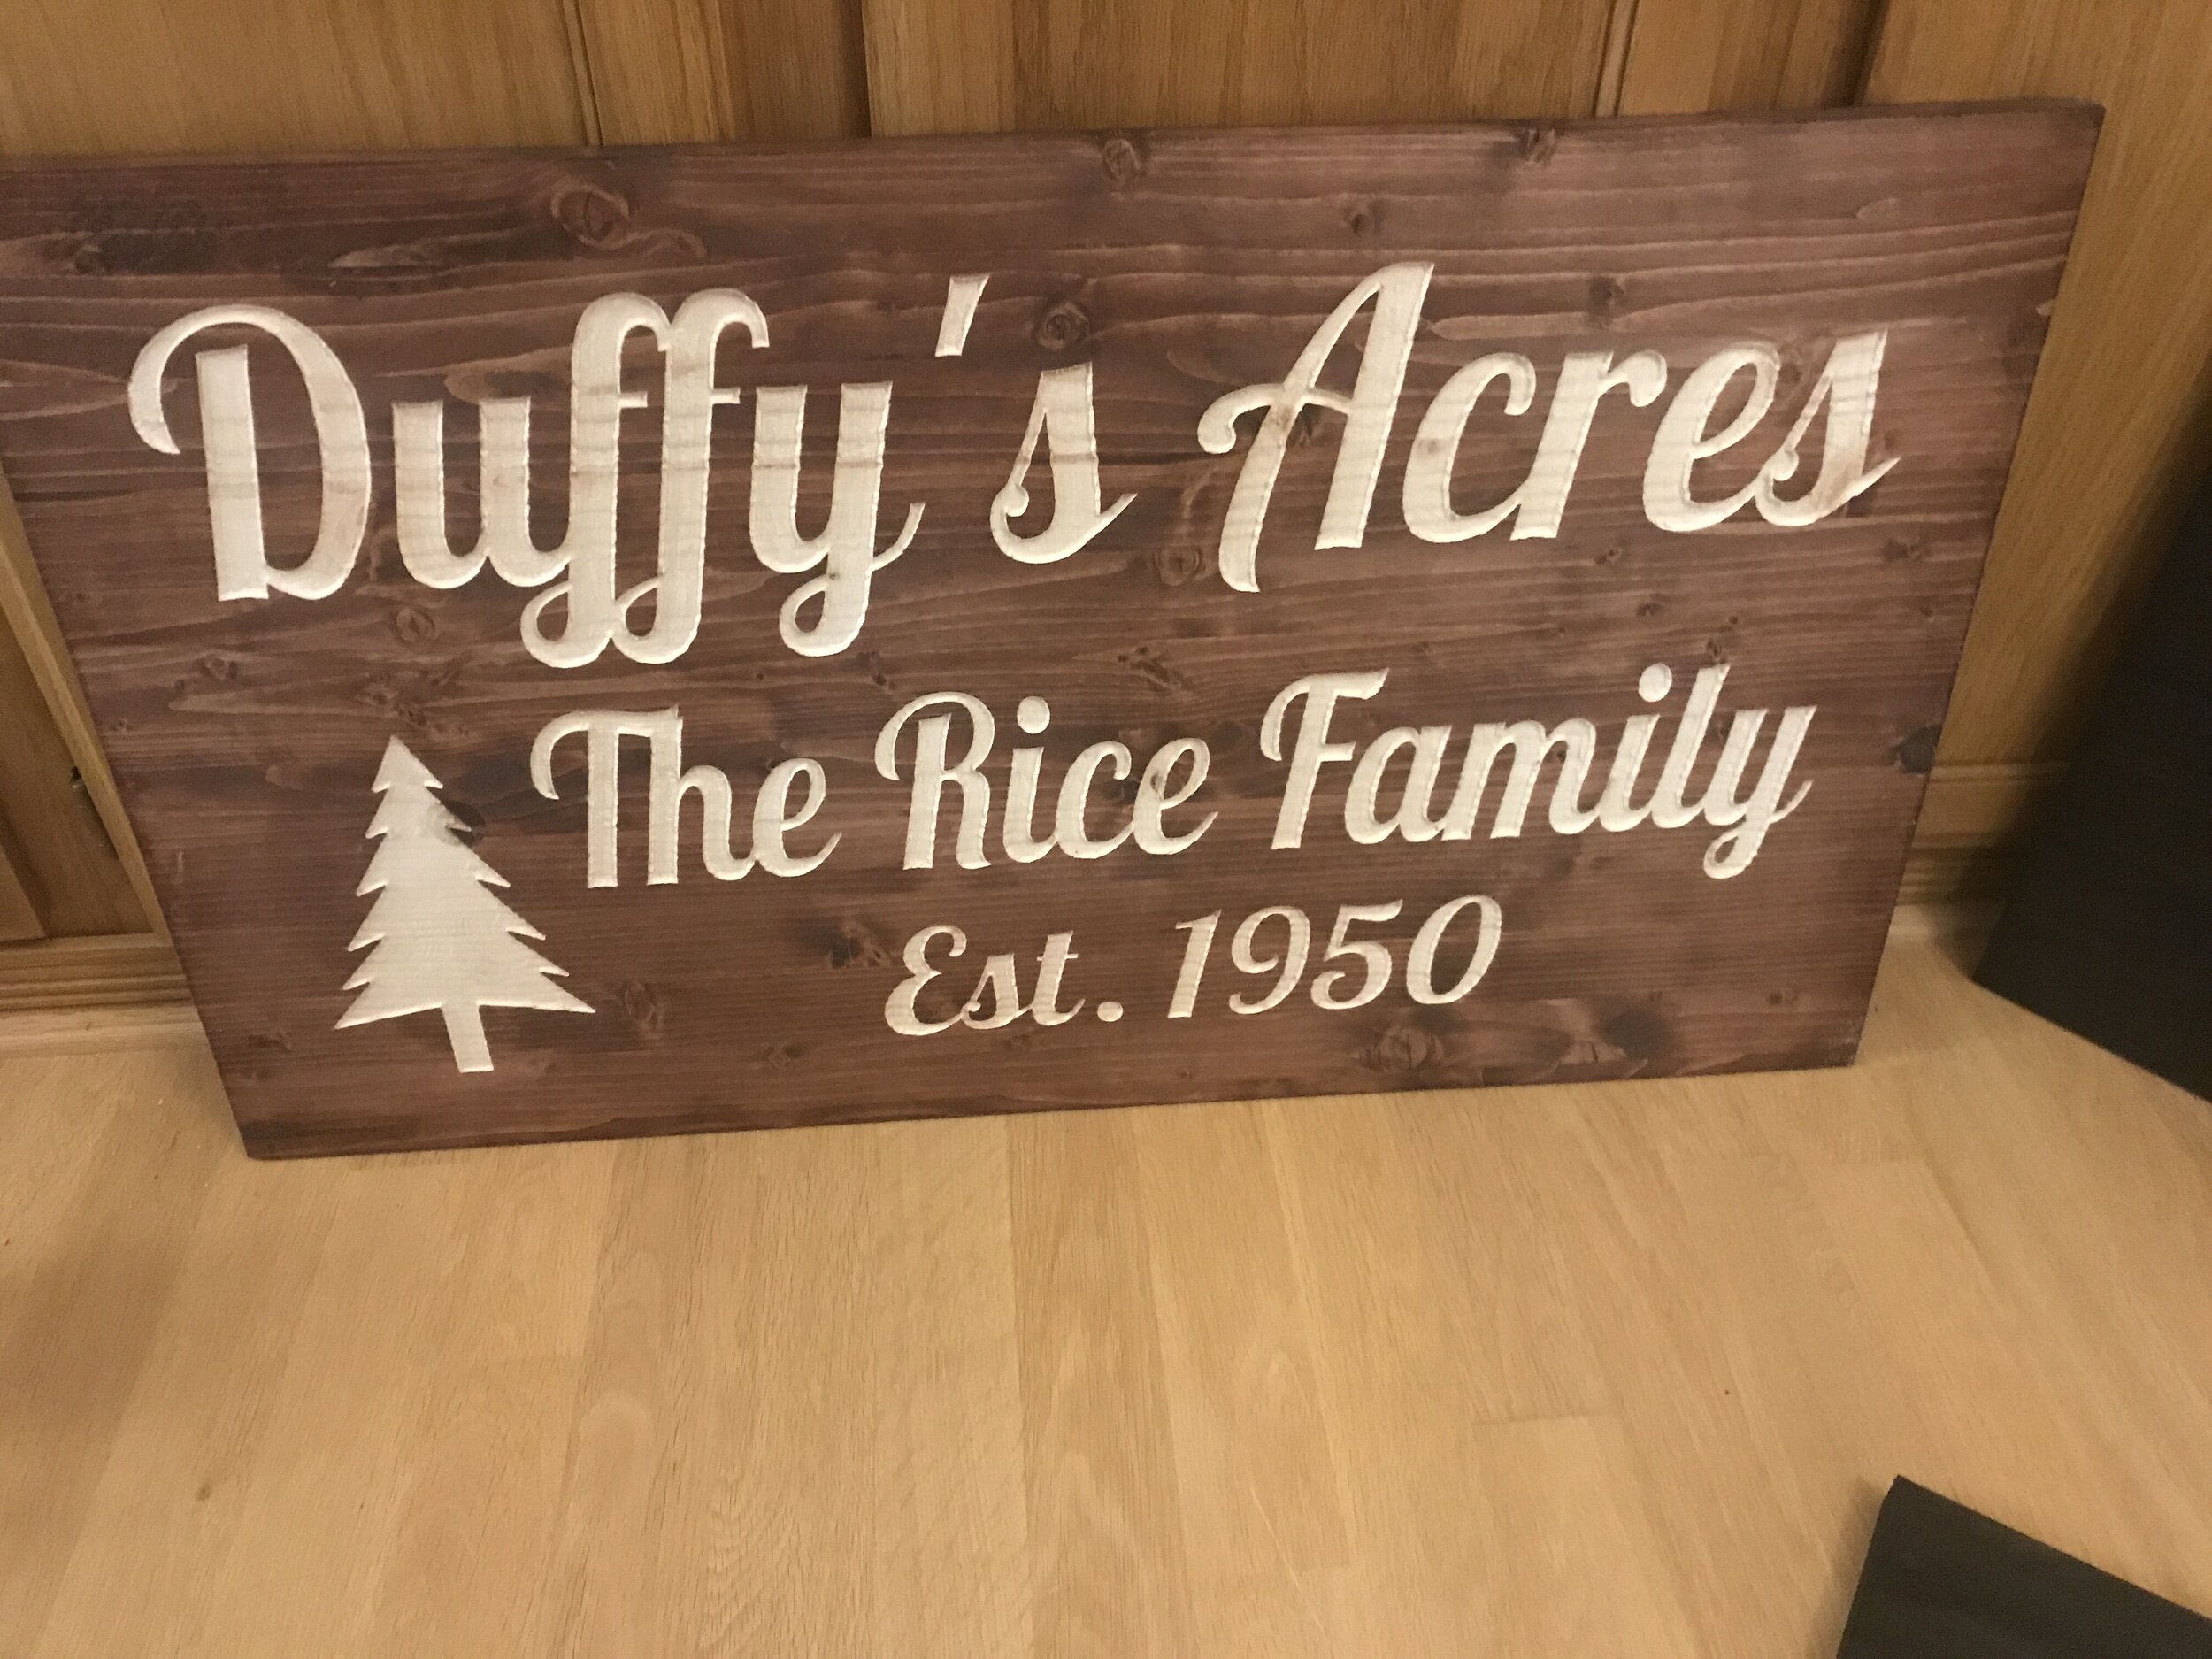 Duffy's Acres
The Rice Family
Est. 1950